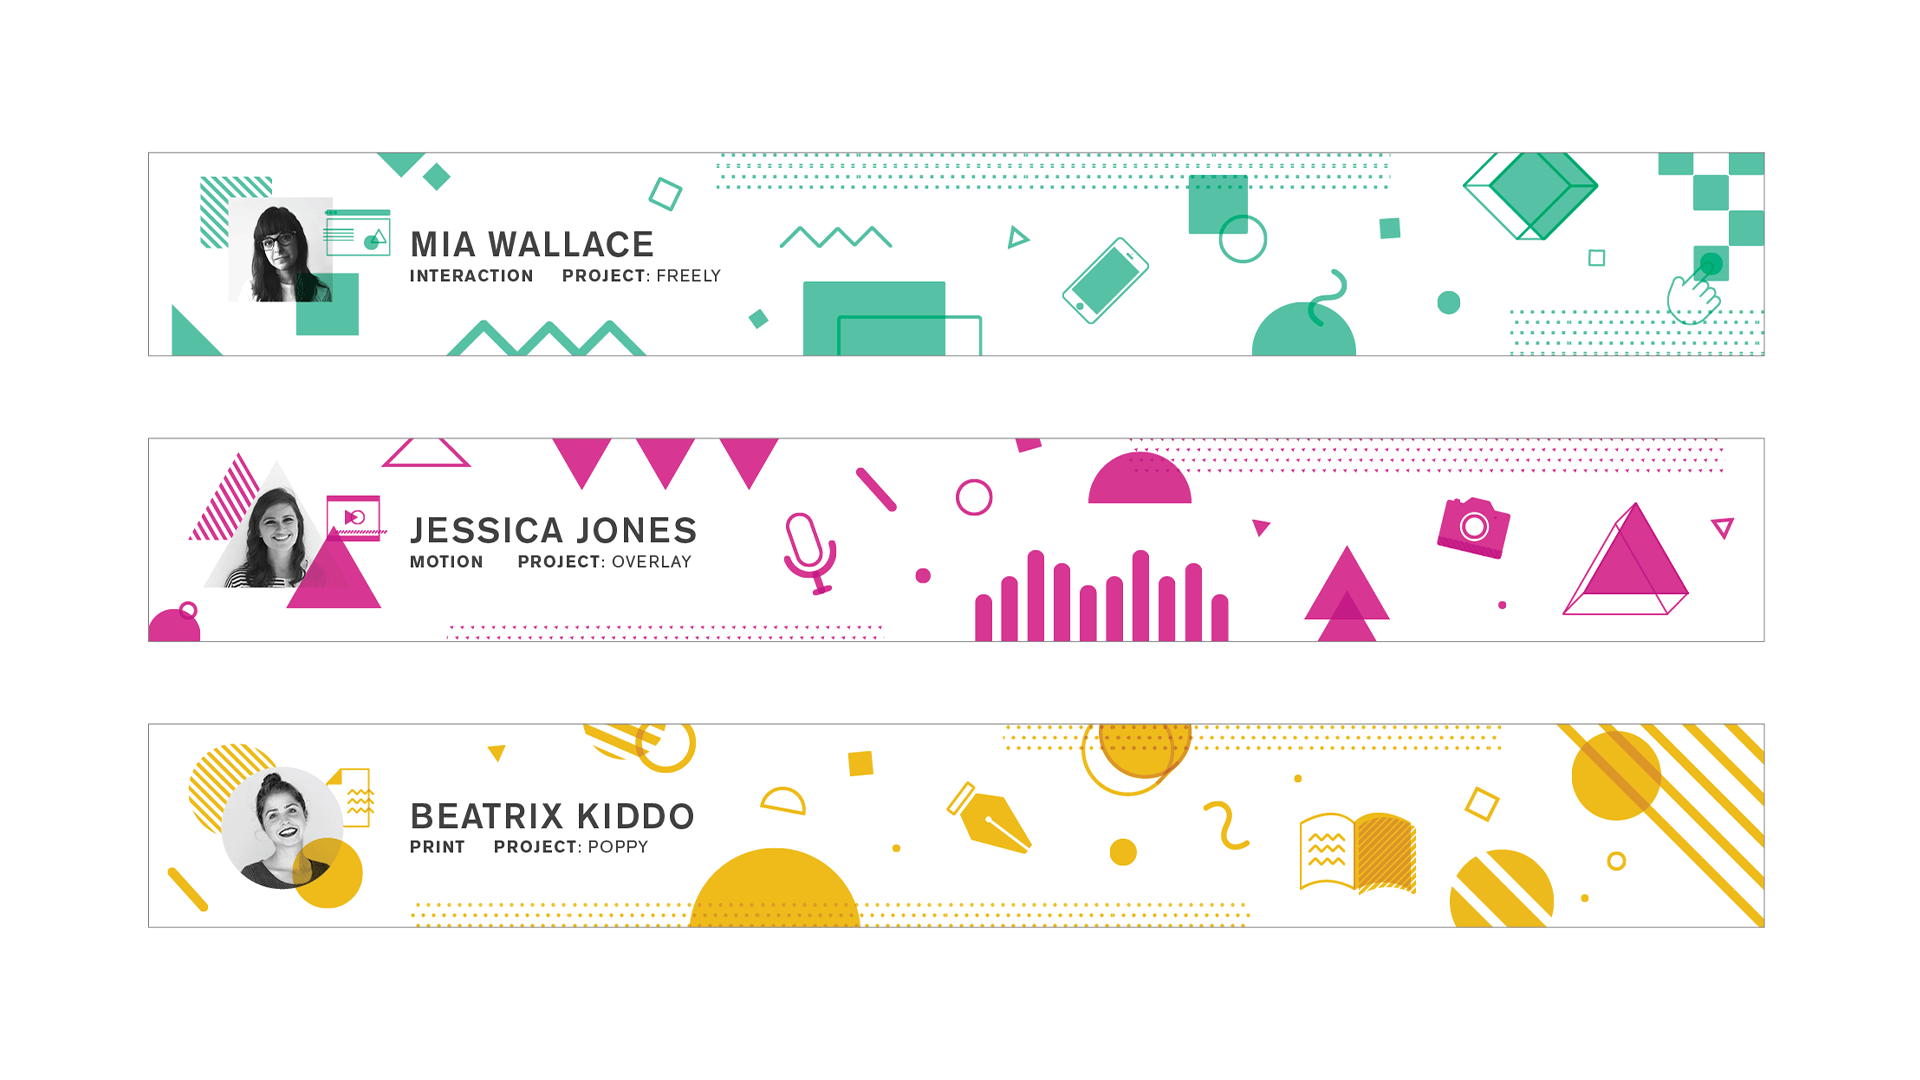 MIA WALLACE
INTERACTION PROJECT: FREELY
JESSICA JONES
MOTION PROJECT: OVERLAY
BEATRIX KIDDO
PRINT PROJECT: POPPY